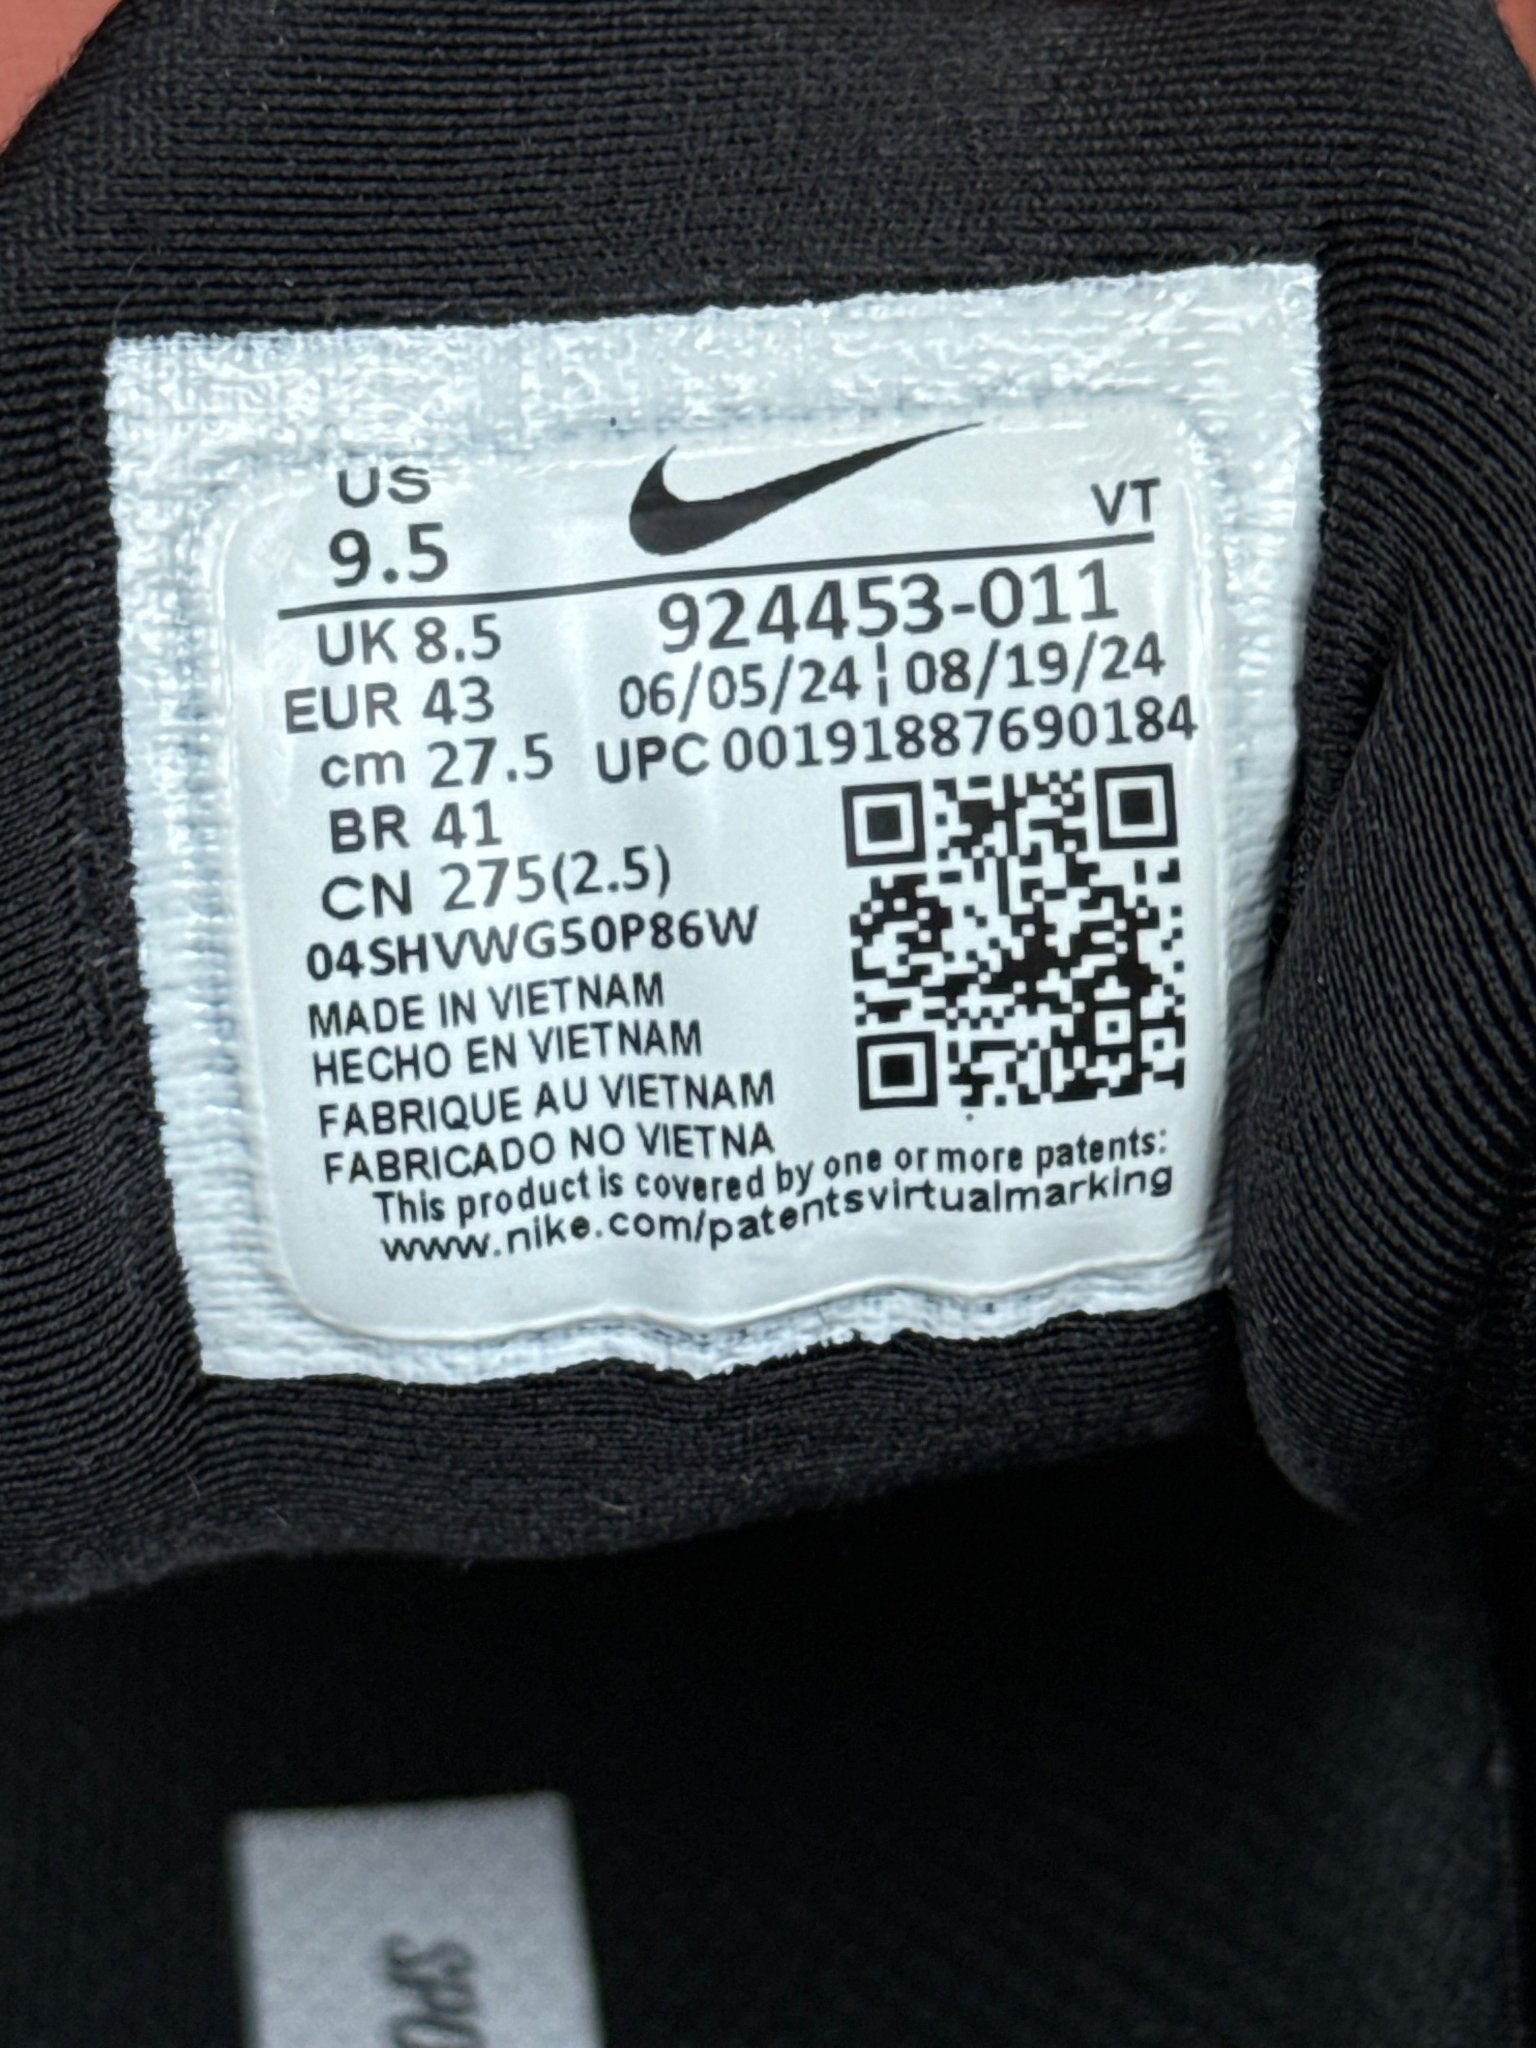 US
9.5
VT
UK 8.5
924453-011
EUR 43
06/05/24 ¦ 08/19/24
cm 27.5
UPC 00191887690184
BR 41
CN 275(2.5)
04SHVWG50P86W
MADE IN VIETNAM
HECHO EN VIETNAM
FABRIQUE AU VIETNAM
FABRICADO NO VIETNA
This product is covered by one or more patents:
www.nike.com/patentsvirtualmarking